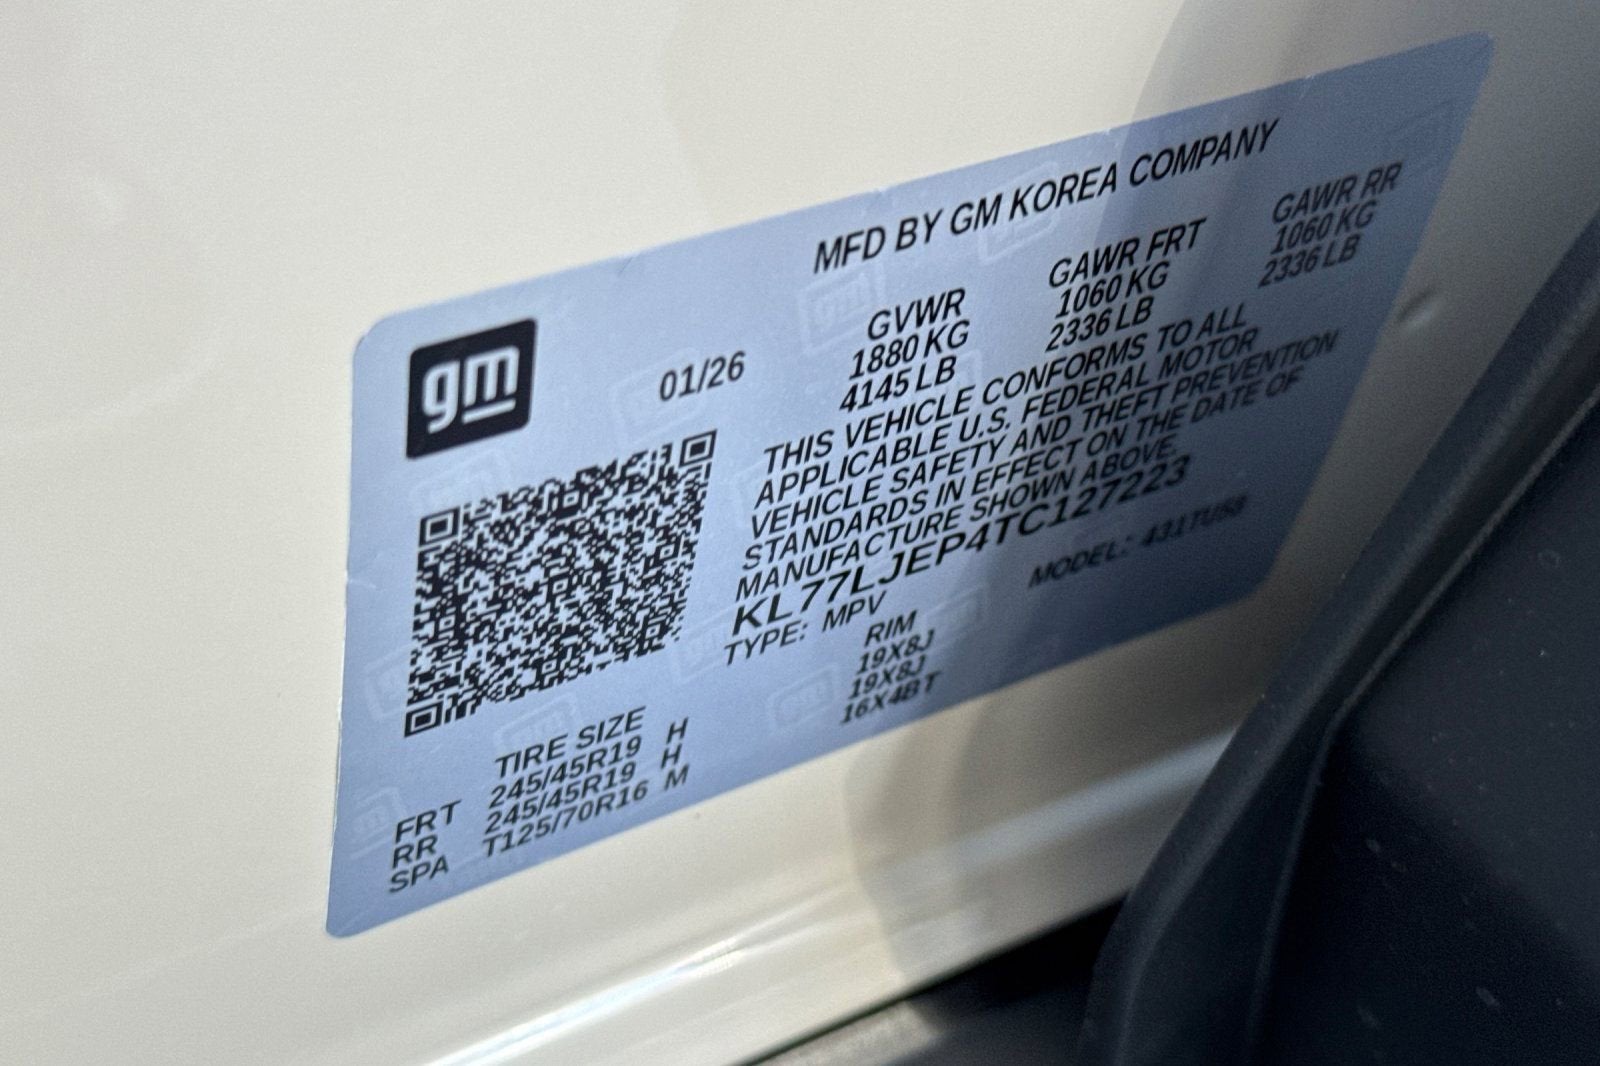 MFD BY GM KOREA COMPANY
gm
01/26
GVWR GAWR FRT GAWR RR
1880 KG 1060 KG 1060 KG
4145 LB 2336 LB 2336 LB
THIS VEHICLE CONFORMS TO ALL
APPLICABLE U.S. FEDERAL MOTOR
VEHICLE SAFETY AND THEFT PREVENTION
STANDARDS IN EFFECT ON THE DATE OF
MANUFACTURE SHOWN ABOVE.
KL77LJEP4TC127223
TYPE: MPV MODEL: 431TU58
TIRE SIZE RIM
FRT 245/45R19 H 19X8J
RR 245/45R19 H 19X8J
SPA T125/70R16 M 16X4B T